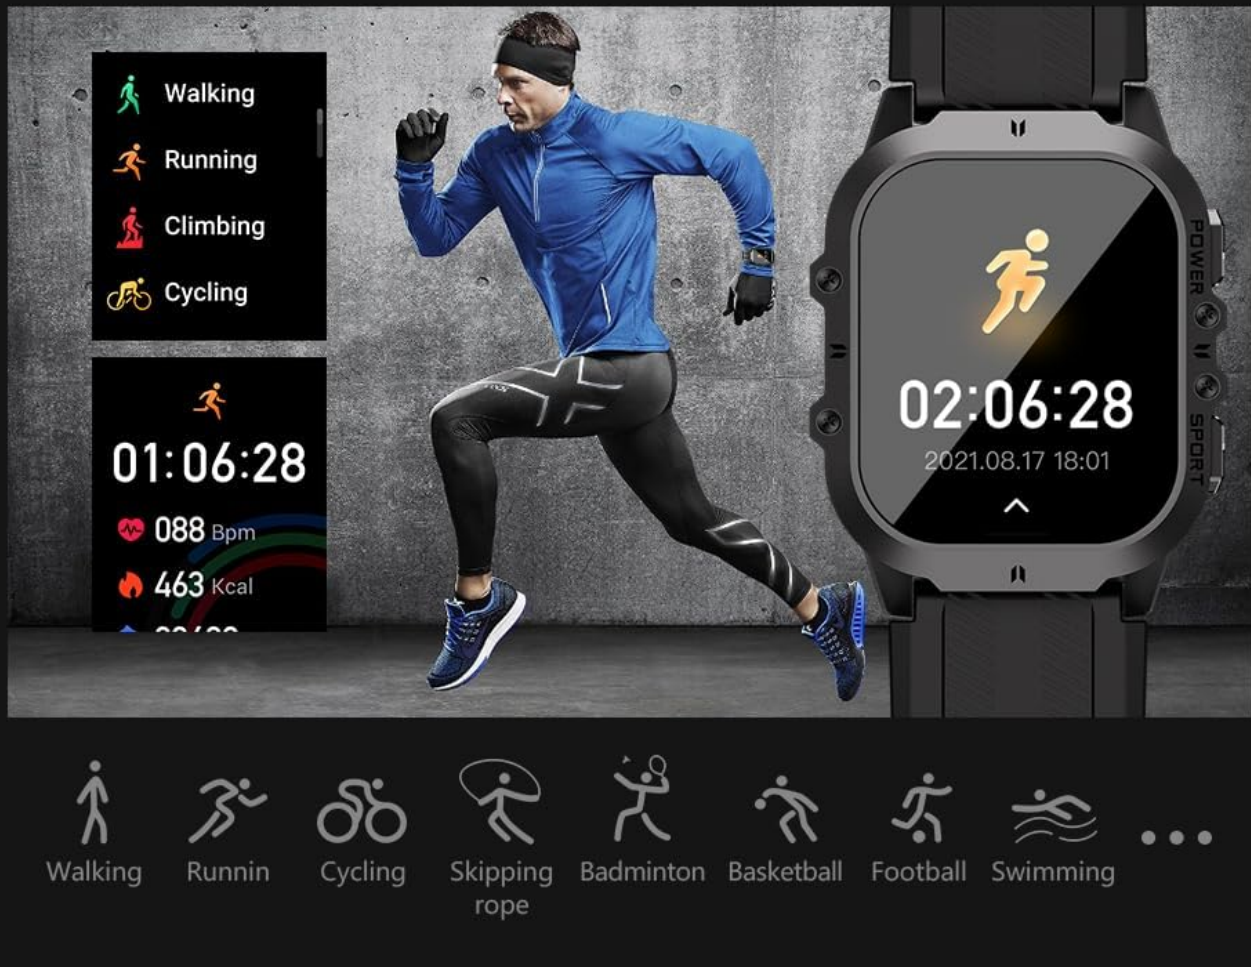 Walking
Running
Climbing
Cycling
01:06:28
088 Bpm
463 Kcal
POWER
02:06:28
2021.08.17 18:01
SPORT
Walking
Runnin
Cycling
Skipping
rope
Badminton
Basketball
Football
Swimming